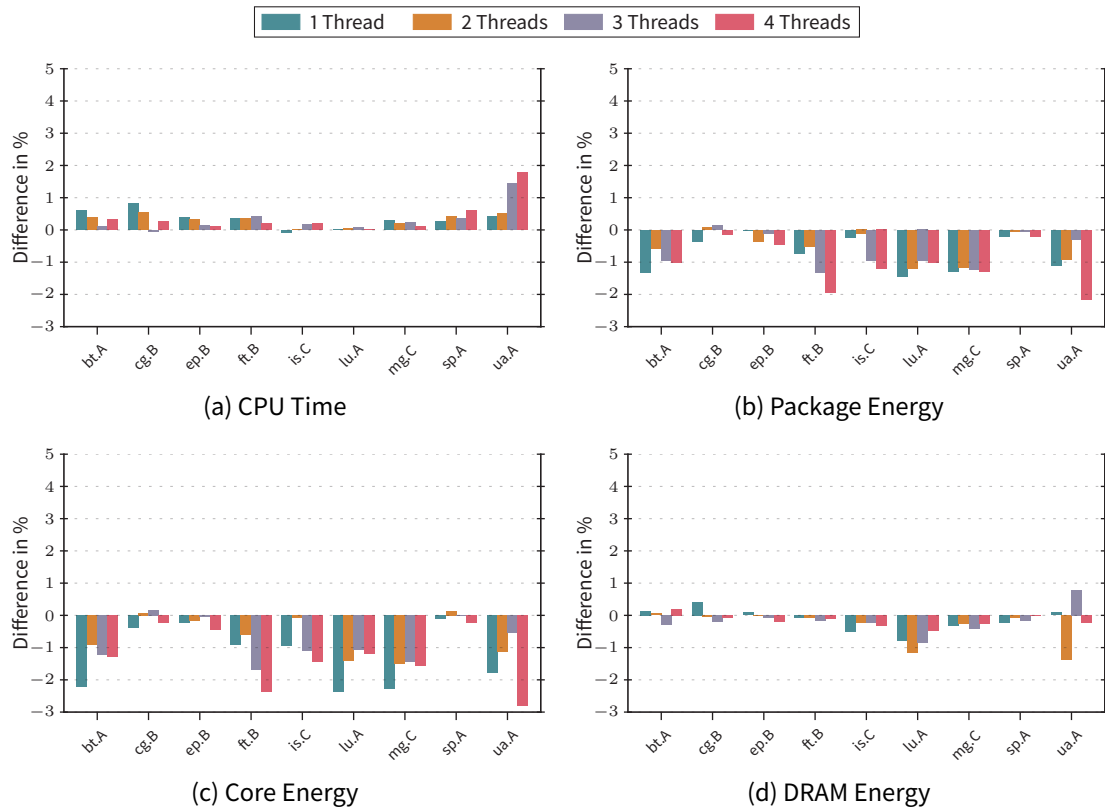 1 Thread 2 Threads 3 Threads 4 Threads
Difference in %
5
4
3
2
1
0
−1
−2
−3
bt.A cg.B ep.B ft.B is.C lu.A mg.C sp.A ua.A
(a) CPU Time
Difference in %
5
4
3
2
1
0
−1
−2
−3
bt.A cg.B ep.B ft.B is.C lu.A mg.C sp.A ua.A
(b) Package Energy
Difference in %
5
4
3
2
1
0
−1
−2
−3
bt.A cg.B ep.B ft.B is.C lu.A mg.C sp.A ua.A
(c) Core Energy
Difference in %
5
4
3
2
1
0
−1
−2
−3
bt.A cg.B ep.B ft.B is.C lu.A mg.C sp.A ua.A
(d) DRAM Energy